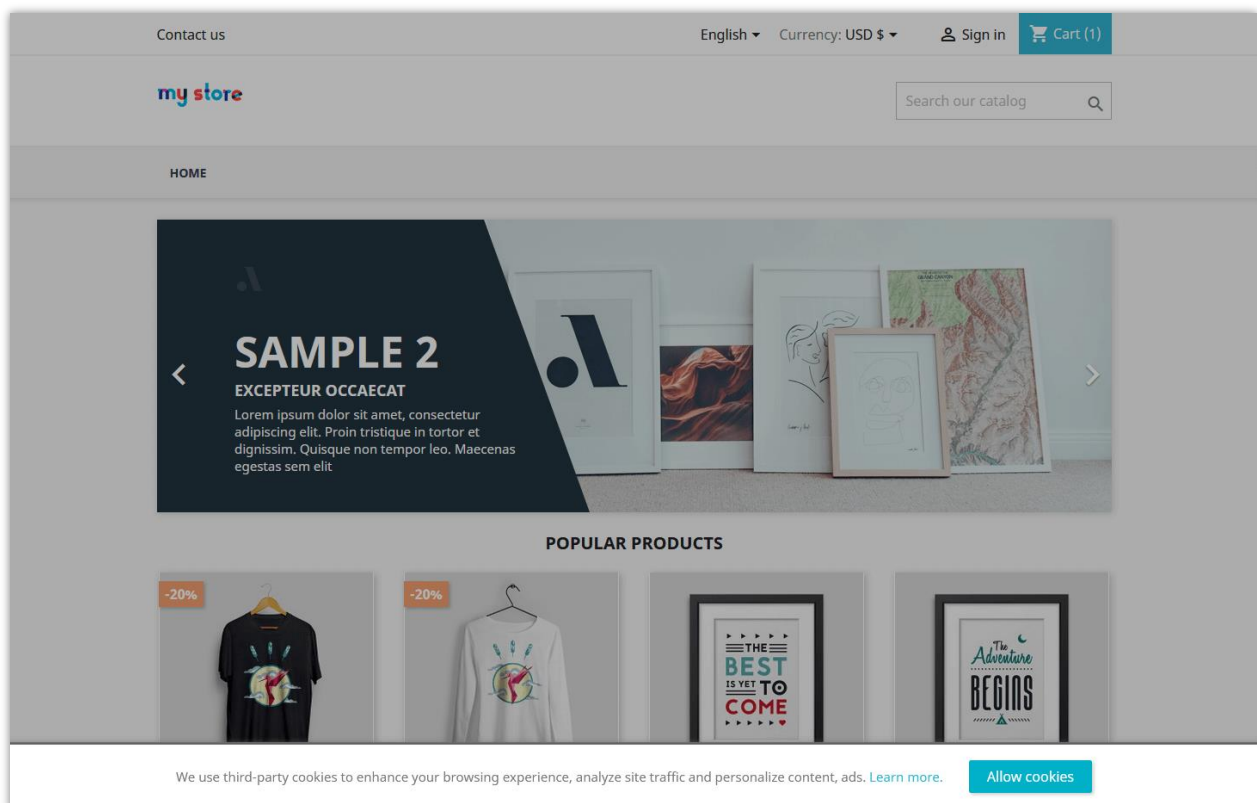 Contact us
English Currency: USD $ Sign in Cart (1)
my store
Search our catalog
HOME
SAMPLE 2
EXCEPTEUR OCCAECAT
Lorem ipsum dolor sit amet, consectetur
adipiscing elit. Proin tristique in tortor et
dignissim. Quisque non tempor leo. Maecenas
egestas sem elit
GRAND CANYON
POPULAR PRODUCTS
-20%
-20%
THE
BEST
IS YET TO
COME
The
Adventure
BEGINS
We use third-party cookies to enhance your browsing experience, analyze site traffic and personalize content, ads. Learn more.
Allow cookies